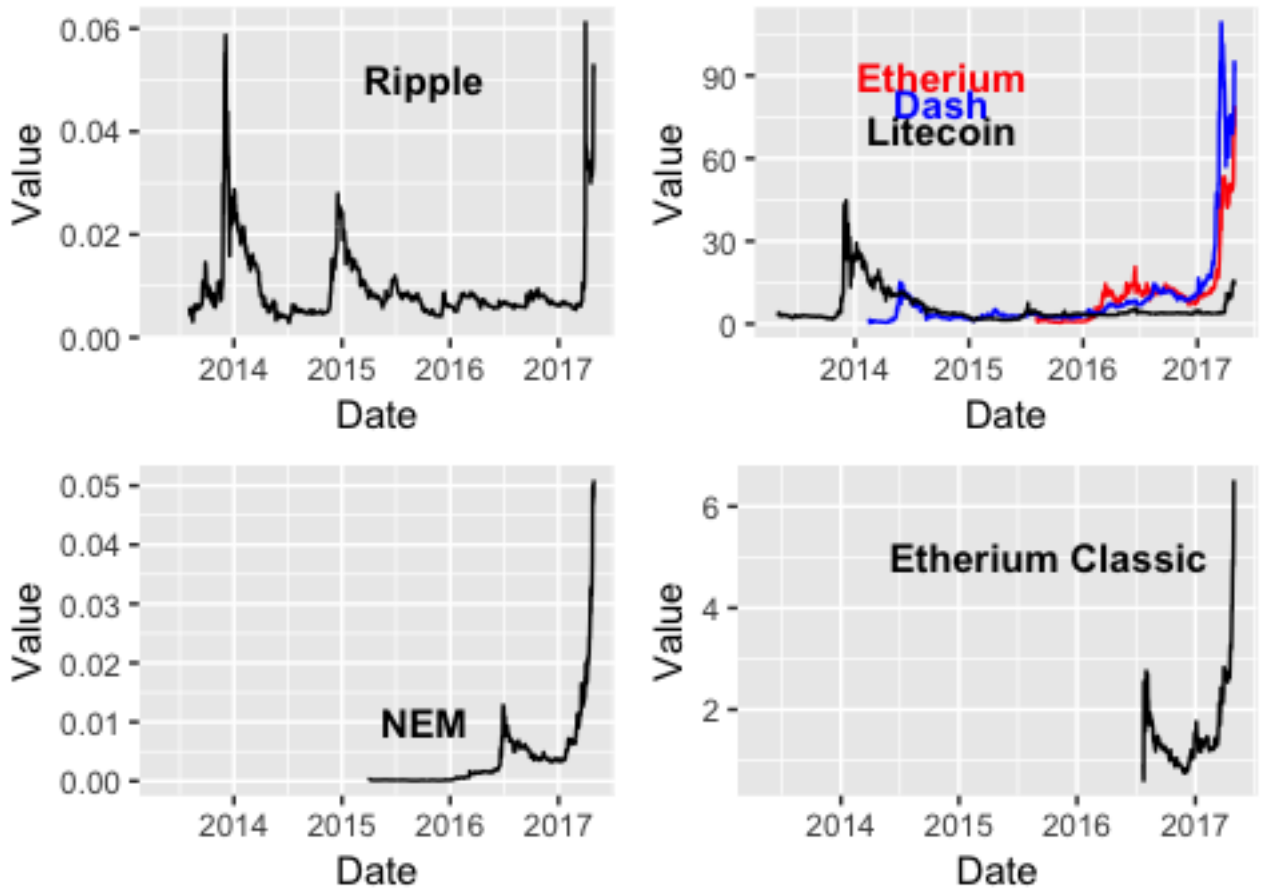 Ripple
Value
0.06
0.04
0.02
0.00
2014 2015 2016 2017
Date
Etherium
Dash
Litecoin
Value
90
60
30
0
2014 2015 2016 2017
Date
NEM
Value
0.05
0.04
0.03
0.02
0.01
0.00
2014 2015 2016 2017
Date
Etherium Classic
Value
6
4
2
2014 2015 2016 2017
Date